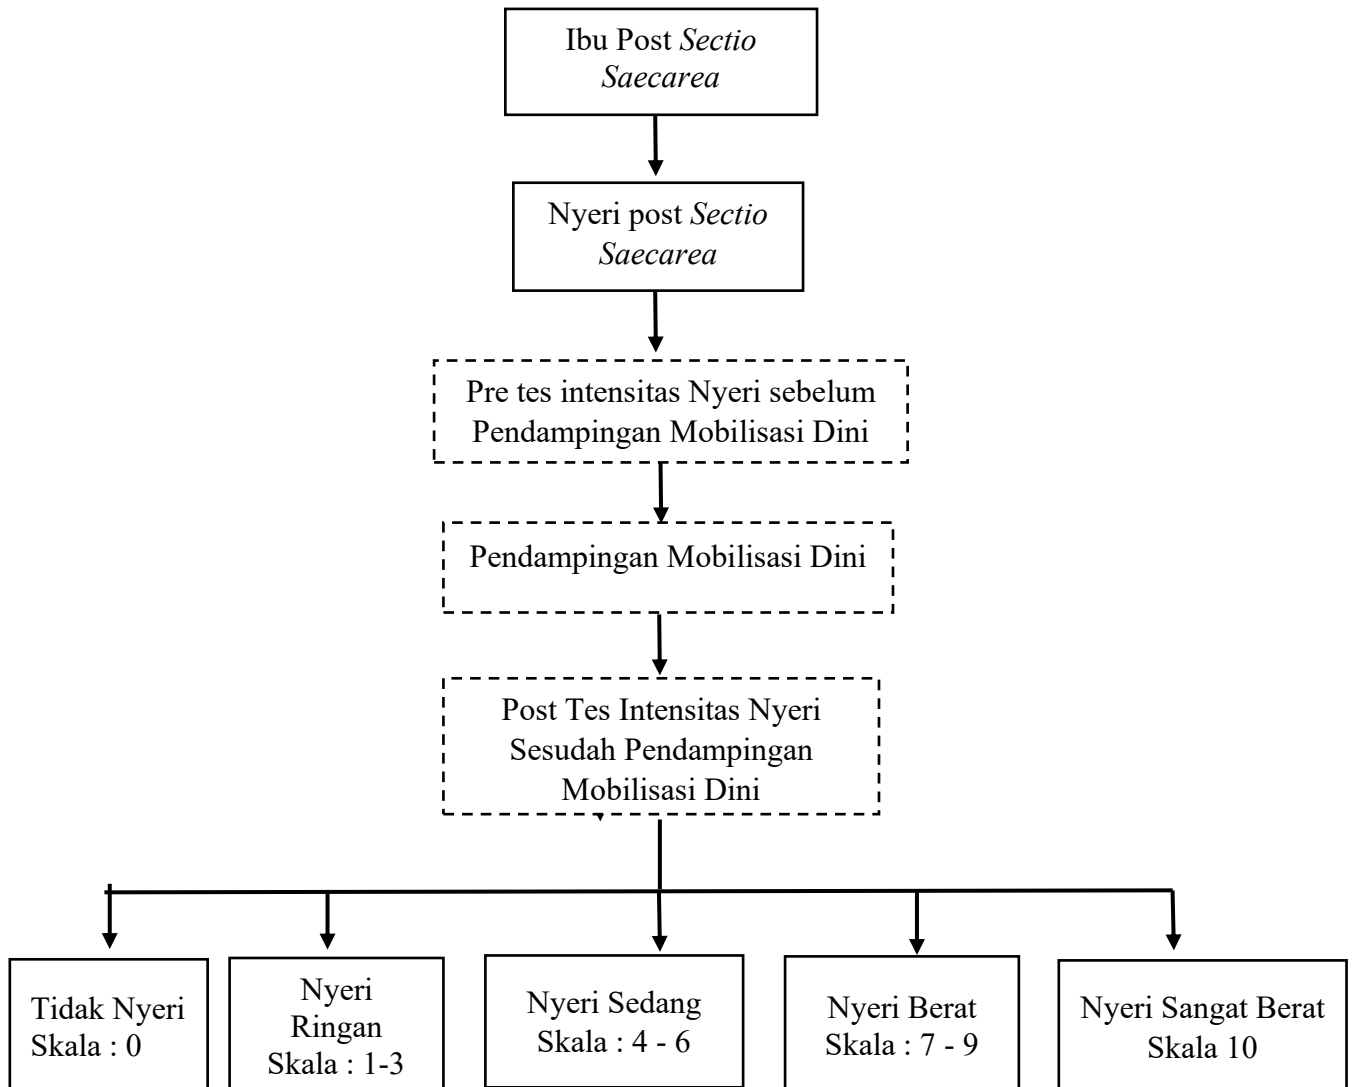 Ibu Post Sectio
Saecarea
Nyeri post Sectio
Saecarea
Pre tes intensitas Nyeri sebelum
Pendampingan Mobilisasi Dini
Pendampingan Mobilisasi Dini
Post Tes Intensitas Nyeri
Sesudah Pendampingan
Mobilisasi Dini
Tidak Nyeri
Skala : 0
Nyeri
Ringan
Skala : 1-3
Nyeri Sedang
Skala : 4 - 6
Nyeri Berat
Skala : 7 - 9
Nyeri Sangat Berat
Skala 10